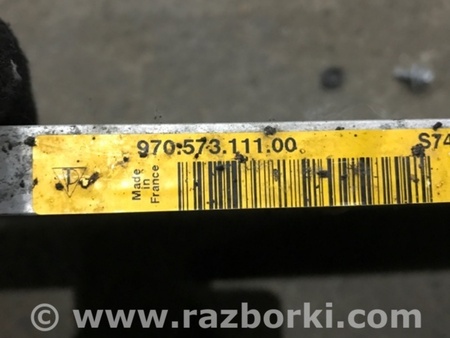 970.573.111.00
S74
Made
in
France
© www.razborki.com